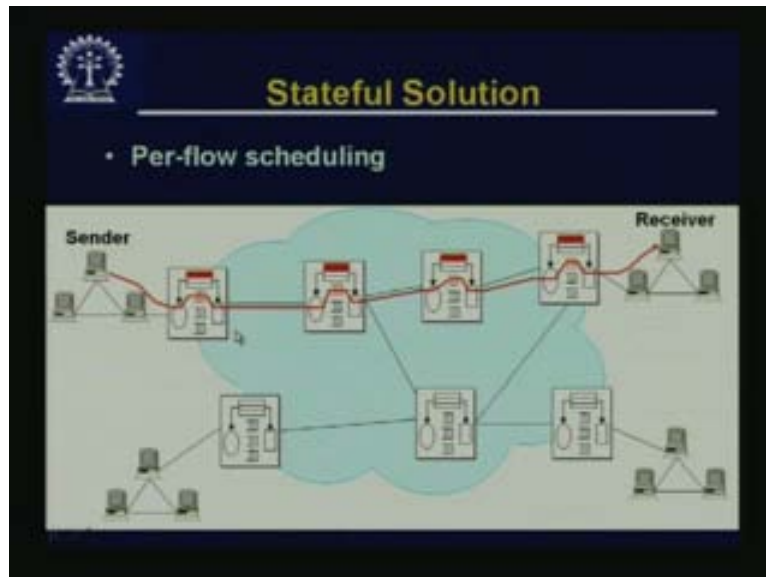 Stateful Solution
• Per-flow scheduling
Sender
Receiver